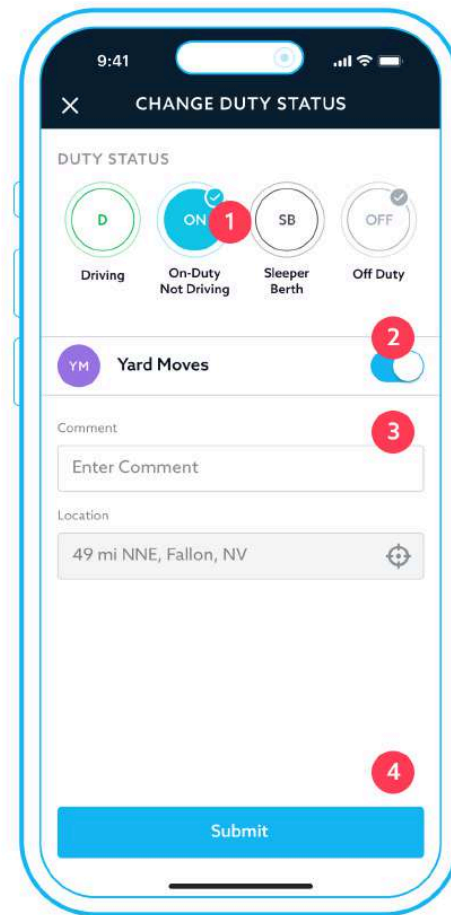 9:41
CHANGE DUTY STATUS
DUTY STATUS
D
ON
1
SB
OFF
Driving
On-Duty
Not Driving
Sleeper
Berth
Off Duty
2
YM
Yard Moves
Comment
3
Enter Comment
Location
49 mi NNE, Fallon, NV
4
Submit